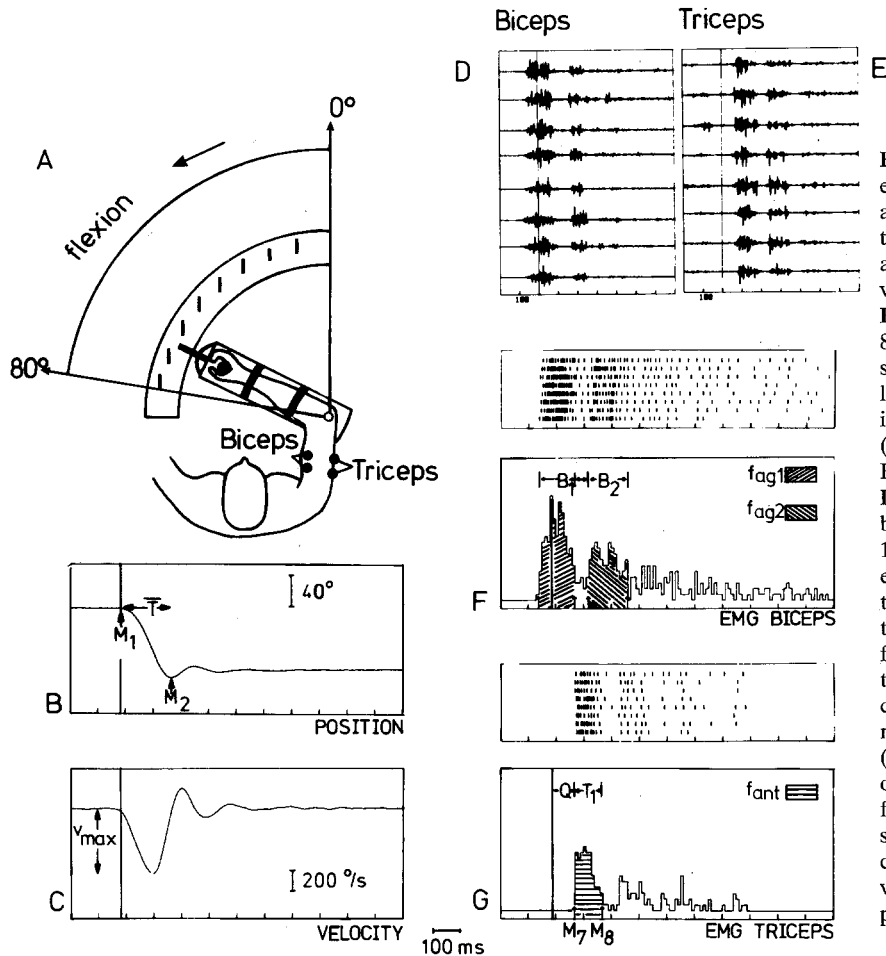 Biceps
Triceps
D
E
A
0°
flexion
80°
Biceps
Triceps
100
100
B
M1
T̅
M2
40°
POSITION
C
vmax
200 °/s
VELOCITY
100 ms
F
B1
B2
fag1
fag2
EMG BICEPS
G
Q
T1
fant
M7 M8
EMG TRICEPS